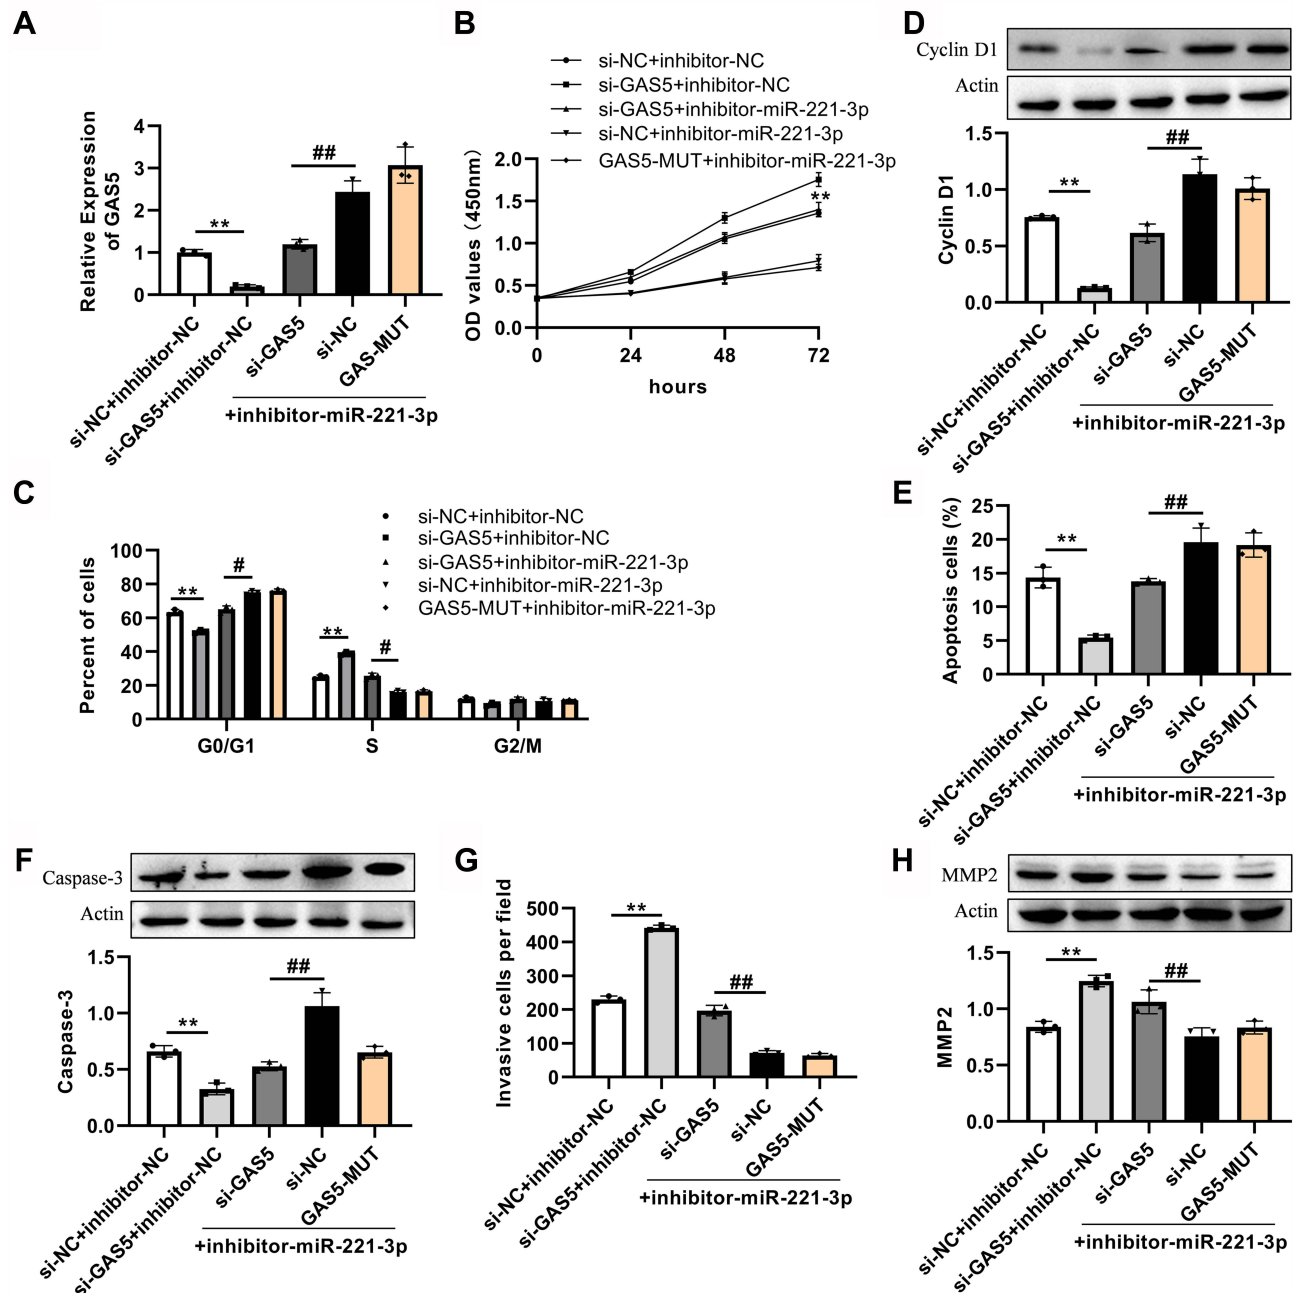 A
Relative Expression
of GAS5
4
3
2
1
0
**
##
si-NC+inhibitor-NC
si-GAS5+inhibitor-NC
si-GAS5
si-NC
GAS-MUT
+inhibitor-miR-221-3p
B
si-NC+inhibitor-NC
si-GAS5+inhibitor-NC
si-GAS5+inhibitor-miR-221-3p
si-NC+inhibitor-miR-221-3p
GAS5-MUT+inhibitor-miR-221-3p
OD values（450nm）
2.0
1.5
1.0
0.5
0.0
**
0 24 48 72
hours
D
Cyclin D1
Actin
Cyclin D1
1.5
1.0
0.5
0.0
**
##
si-NC+inhibitor-NC
si-GAS5+inhibitor-NC
si-GAS5
si-NC
GAS5-MUT
+inhibitor-miR-221-3p
C
si-NC+inhibitor-NC
si-GAS5+inhibitor-NC
si-GAS5+inhibitor-miR-221-3p
si-NC+inhibitor-miR-221-3p
GAS5-MUT+inhibitor-miR-221-3p
Percent of cells
100
80
60
40
20
0
**
#
**
#
G0/G1 S G2/M
E
Apoptosis cells (%)
25
20
15
10
5
0
**
##
si-NC+inhibitor-NC
si-GAS5+inhibitor-NC
si-GAS5
si-NC
GAS5-MUT
+inhibitor-miR-221-3p
F
Caspase-3
Actin
Caspase-3
1.5
1.0
0.5
0.0
**
##
si-NC+inhibitor-NC
si-GAS5+inhibitor-NC
si-GAS5
si-NC
GAS5-MUT
+inhibitor-miR-221-3p
G
Invasive cells per field
500
400
300
200
100
0
**
##
si-NC+inhibitor-NC
si-GAS5+inhibitor-NC
si-GAS5
si-NC
GAS5-MUT
+inhibitor-miR-221-3p
H
MMP2
Actin
MMP2
1.5
1.0
0.5
0.0
**
##
si-NC+inhibitor-NC
si-GAS5+inhibitor-NC
si-GAS5
si-NC
GAS5-MUT
+inhibitor-miR-221-3p